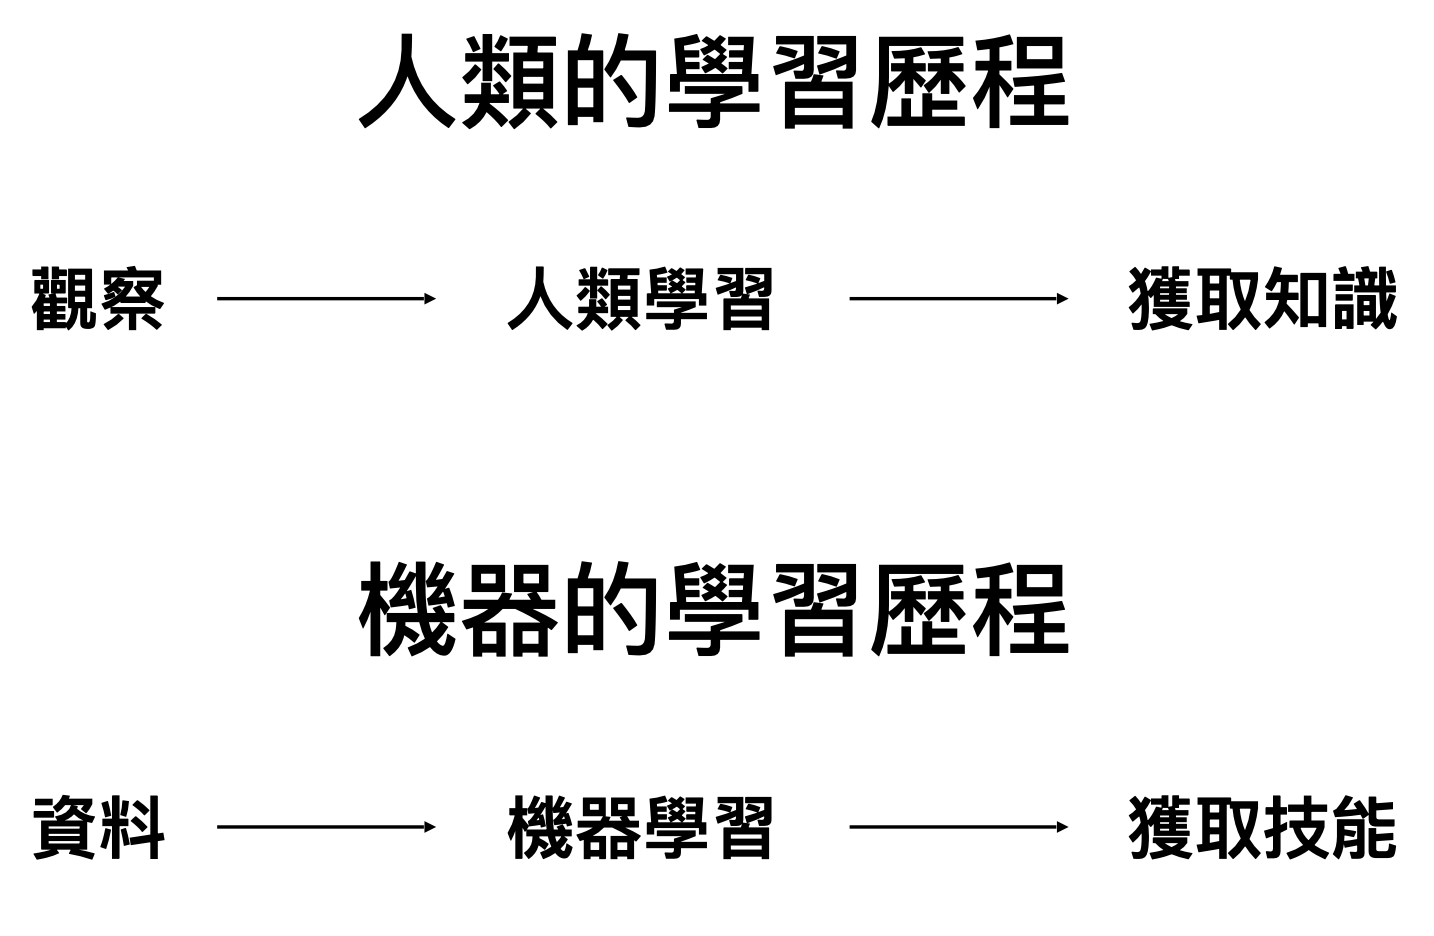 人類的學習歷程
觀察 人類學習 獲取知識
機器的學習歷程
資料 機器學習 獲取技能